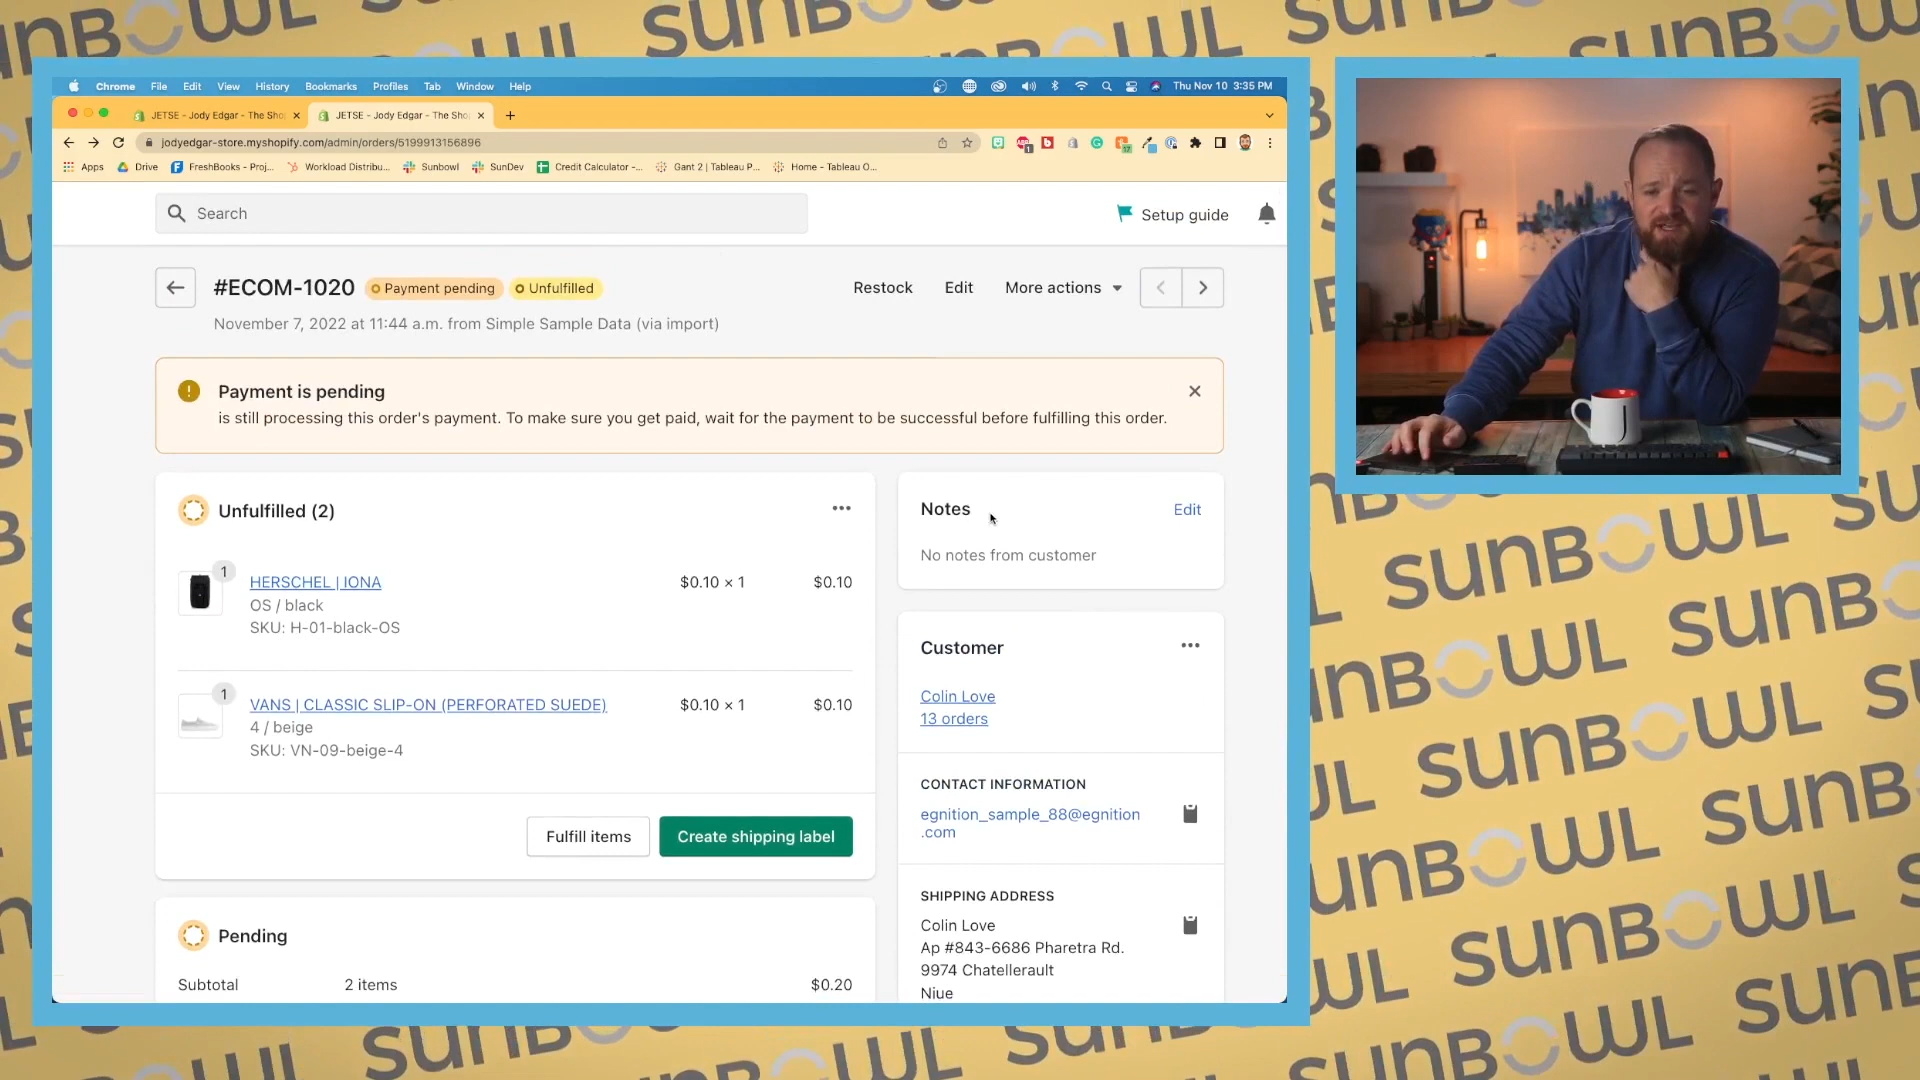 Chrome File Edit View History Bookmarks Profiles Tab Window Help Thu Nov 10 3:35 PM
JETSE - Jody Edgar - The Sho
JETSE - Jody Edgar - The Shop
jodyedgar-store.myshopify.com/admin/orders/5199913156896
Apps Drive FreshBooks - Proj... Workload Distribu... Sunbowl SunDev Credit Calculator -... Gant 2 | Tableau P... Home - Tableau O...
Search
Setup guide
#ECOM-1020 Payment pending Unfulfilled
Restock Edit More actions
November 7, 2022 at 11:44 a.m. from Simple Sample Data (via import)
Payment is pending
is still processing this order's payment. To make sure you get paid, wait for the payment to be successful before fulfilling this order.
Unfulfilled (2)
1
HERSCHEL | IONA $0.10 × 1 $0.10
OS / black
SKU: H-01-black-OS
1
VANS | CLASSIC SLIP-ON (PERFORATED SUEDE) $0.10 × 1 $0.10
4 / beige
SKU: VN-09-beige-4
Fulfill items Create shipping label
Pending
Subtotal 2 items $0.20
Notes Edit
No notes from customer
Customer
Colin Love
13 orders
CONTACT INFORMATION
egnition_sample_88@egnition
.com
SHIPPING ADDRESS
Colin Love
Ap #843-6686 Pharetra Rd.
9974 Chatellerault
Niue
sunBOWL
sunBOWL
sunBOWL
sunBOWL
sunBOWL
sunBOWL
sunBOWL